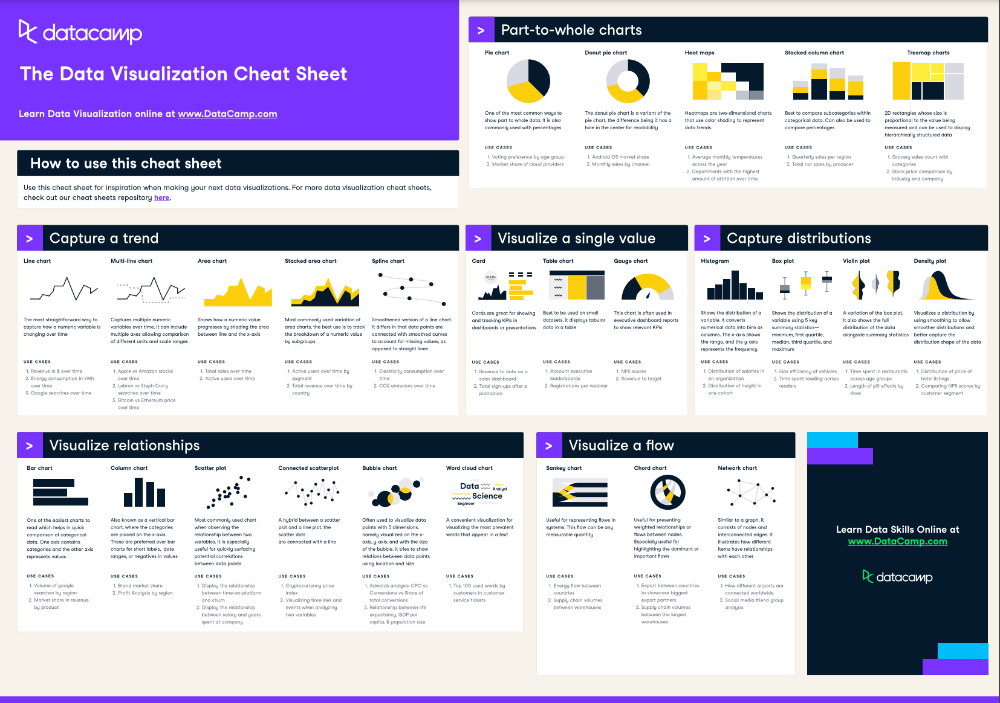 datacamp
The Data Visualization Cheat Sheet
Learn Data Visualization online at www.DataCamp.com
How to use this cheat sheet
Use this cheat sheet for inspiration when making your next data visualizations. For more data visualization cheat sheets,
check out our cheat sheets repository here.
> Part-to-whole charts
Pie chart
One of the most common ways to
show part to whole data. It is also
commonly used with percentages
USE CASES
1. Voting preference by age group
2. Market share of cloud providers
Donut pie chart
The donut pie chart is a variant of the
pie chart, the difference being it has a
hole in the center for readability
USE CASES
1. Android OS market share
2. Monthly sales by channel
Heat maps
Heatmaps are two-dimensional charts
that use color shading to represent
data trends.
USE CASES
1. Average monthly temperatures
across the year
2. Departments with the highest
amount of attrition over time
Stacked column chart
Best to compare subcategories within
categorical data. Can also be used to
compare percentages
USE CASES
1. Quarterly sales per region
2. Total car sales by producer
Treemap charts
2D rectangles whose size is
proportional to the value being
measured and can be used to display
hierarchically structured data
USE CASES
1. Grocery sales count with
categories
2. Stock price comparison by
industry and company
> Capture a trend
Line chart
The most straightforward way to
capture how a numeric variable is
changing over time
USE CASES
1. Revenue in $ over time
2. Energy consumption in kWh
over time
3. Google searches over time
Multi-line chart
Captures multiple numeric
variables over time. It can include
multiple axes allowing comparison
of different units and scale ranges
USE CASES
1. Apple vs Amazon stocks
over time
2. Lebron vs Steph Curry
searches over time
3. Bitcoin vs Ethereum price
over time
Area chart
Shows how a numeric value
progresses by shading the area
between line and the x-axis
USE CASES
1. Total sales over time
2. Active users over time
Stacked area chart
Most commonly used variation of
area charts, the best use is to track
the breakdown of a numeric value
by subgroups
USE CASES
1. Active users over time by
segment
2. Total revenue over time by
country
Spline chart
Smoothened version of a line chart.
It differs in that data points are
connected with smoothed curves
to account for missing values, as
opposed to straight lines
USE CASES
1. Electricity consumption over
time
2. CO2 emissions over time
> Visualize a single value
Card
$7.47M
Cards are great for showing
and tracking KPIs in
dashboards or presentations
USE CASES
1. Revenue to date on a
sales dashboard
2. Total sign-ups after a
promotion
Table chart
Best to be used on small
datasets, it displays tabular
data in a table
USE CASES
1. Account executive
leaderboards
2. Registrations per webinar
Gauge chart
This chart is often used in
executive dashboard reports
to show relevant KPIs
USE CASES
1. NPS scores
2. Revenue to target
> Capture distributions
Histogram
Shows the distribution of a
variable. It converts
numerical data into bins as
columns. The x-axis shows
the range, and the y-axis
represents the frequency
USE CASES
1. Distribution of salaries in
an organization
2. Distribution of height in
one cohort
Box plot
Shows the distribution of a
variable using 5 key
summary statistics—
minimum, first quartile,
median, third quartile, and
maximum
USE CASES
1. Gas efficiency of vehicles
2. Time spent reading across
readers
Violin plot
A variation of the box plot.
It also shows the full
distribution of the data
alongside summary statistics
USE CASES
1. Time spent in restaurants
across age groups
2. Length of pill effects by
dose
Density plot
Visualizes a distribution by
using smoothing to allow
smoother distributions and
better capture the
distribution shape of the data
USE CASES
1. Distribution of price of
hotel listings
2. Comparing NPS scores by
customer segment
> Visualize relationships
Bar chart
One of the easiest charts to
read which helps in quick
comparison of categorical
data. One axis contains
categories and the other axis
represents values
USE CASES
1. Volume of google
searches by region
2. Market share in revenue
by product
Column chart
Also known as a vertical bar
chart, where the categories
are placed on the x-axis.
These are preferred over bar
charts for short labels, date
ranges, or negatives in values
USE CASES
1. Brand market share
2. Profit Analysis by region
Scatter plot
Most commonly used chart
when observing the
relationship between two
variables. It is especially
useful for quickly surfacing
potential correlations
between data points
USE CASES
1. Display the relationship
between time-on-platform
and churn
2. Display the relationship
between salary and years
spent at company
Connected scatterplot
A hybrid between a scatter
plot and a line plot, the
scatter dots
are connected with a line
USE CASES
1. Cryptocurrency price
index
2. Visualizing timelines and
events when analyzing
two variables
Bubble chart
Often used to visualize data
points with 3 dimensions,
namely visualized on the x-
axis, y-axis, and with the size
of the bubble. It tries to show
relations between data points
using location and size
USE CASES
1. Adwords analysis: CPC vs
Conversions vs Share of
total conversions
2. Relationship between life
expectancy, GDP per
capita, & population size
Word cloud chart
Data
Analyst
Science
Engineer
A convenient visualization for
visualizing the most prevalent
words that appear in a text
USE CASES
1. Top 100 used words by
customers in customer
service tickets
> Visualize a flow
Sankey chart
Useful for representing flows in
systems. This flow can be any
measurable quantity
USE CASES
1. Energy flow between
countries
2. Supply chain volumes
between warehouses
Chord chart
Useful for presenting
weighted relationships or
flows between nodes.
Especially useful for
highlighting the dominant or
important flows
USE CASES
1. Export between countries
to showcase biggest
export partners
2. Supply chain volumes
between the largest
warehouses
Network chart
Similar to a graph, it
consists of nodes and
interconnected edges. It
illustrates how different
items have relationships
with each other
USE CASES
1. How different airports are
connected worldwide
2. Social media friend group
analysis
Learn Data Skills Online at
www.DataCamp.com
datacamp